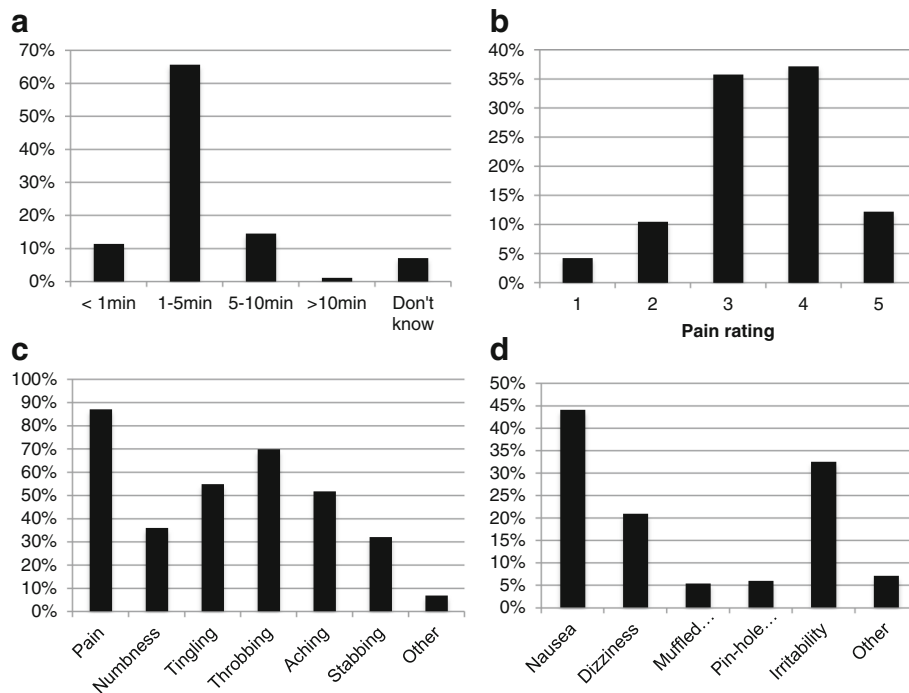 a
70%
60%
50%
40%
30%
20%
10%
0%
< 1min 1-5min 5-10min >10min Don't
know
b
40%
35%
30%
25%
20%
15%
10%
5%
0%
1 2 3 4 5
Pain rating
c
100%
90%
80%
70%
60%
50%
40%
30%
20%
10%
0%
Pain
Numbness
Tingling
Throbbing
Aching
Stabbing
Other
d
50%
45%
40%
35%
30%
25%
20%
15%
10%
5%
0%
Nausea
Dizziness
Muffled…
Pin-hole…
Irritability
Other